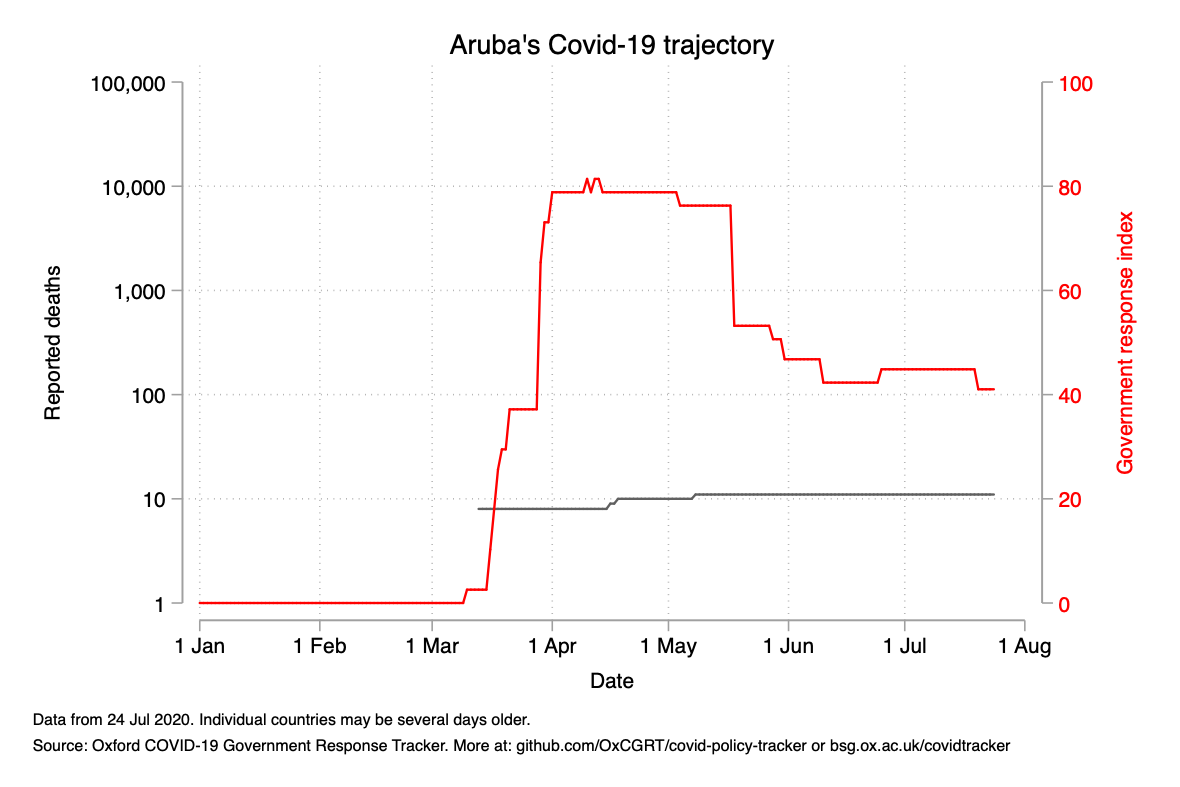 Aruba's Covid-19 trajectory
100,000
10,000
1,000
100
10
1
Reported deaths
100
80
60
40
20
0
Government response index
1 Jan 1 Feb 1 Mar 1 Apr 1 May 1 Jun 1 Jul 1 Aug
Date
Data from 24 Jul 2020. Individual countries may be several days older.
Source: Oxford COVID-19 Government Response Tracker. More at: github.com/OxCGRT/covid-policy-tracker or bsg.ox.ac.uk/covidtracker